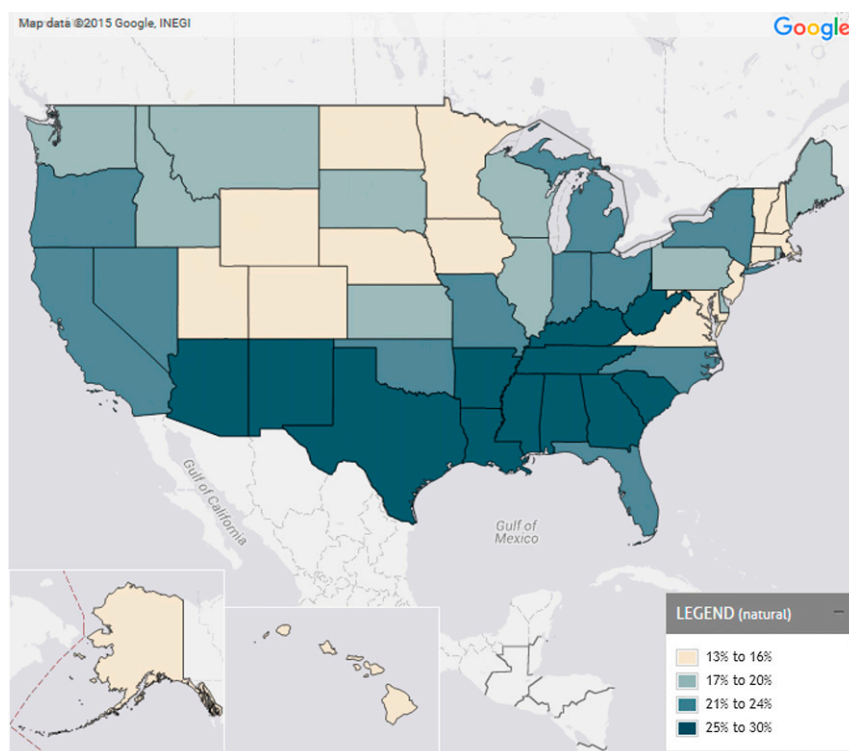 Map data ©2015 Google, INEGI
Google
Gulf of California
Gulf of
Mexico
LEGEND (natural)
13% to 16%
17% to 20%
21% to 24%
25% to 30%